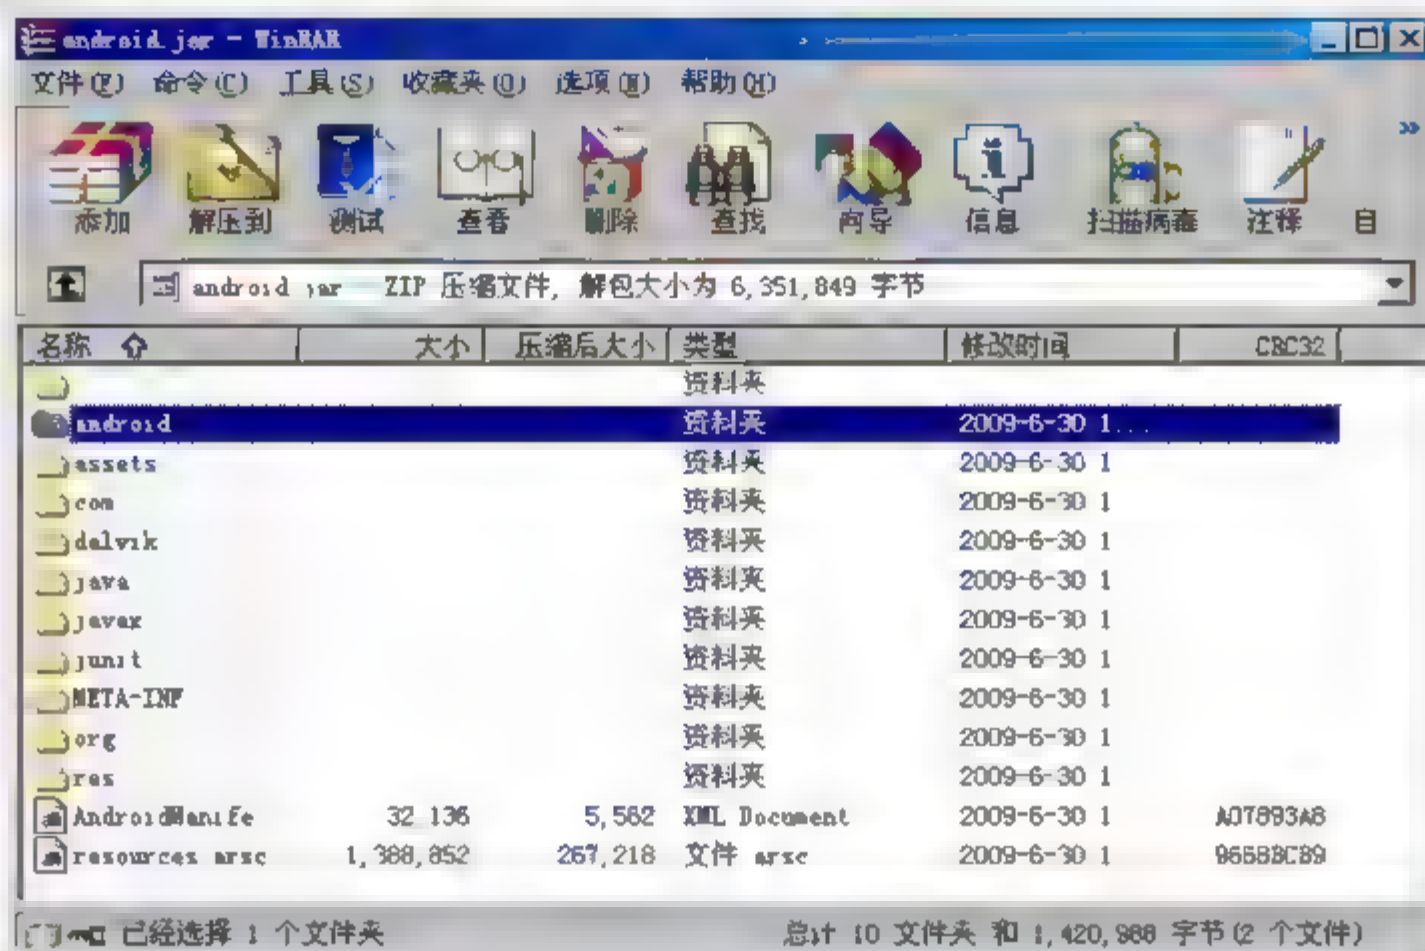 android.jar - WinRAR
文件(F) 命令(C) 工具(S) 收藏夹(O) 选项(N) 帮助(H)
添加 解压到 测试 查看 删除 查找 向导 信息 扫描病毒 注释 自
android.jar - ZIP 压缩文件, 解包大小为 6,351,849 字节
名称 大小 压缩后大小 类型 修改时间 CRC32
资料夹
android 资料夹 2009-6-30 1...
assets 资料夹 2009-6-30 1
com 资料夹 2009-6-30 1
dalvik 资料夹 2009-6-30 1
java 资料夹 2009-6-30 1
javax 资料夹 2009-6-30 1
junit 资料夹 2009-6-30 1
META-INF 资料夹 2009-6-30 1
org 资料夹 2009-6-30 1
res 资料夹 2009-6-30 1
AndroidManife 32,136 5,562 XML Document 2009-6-30 1 A07893A8
resources.arsc 1,388,852 267,218 文件 arsc 2009-6-30 1
已经选择 1 个文件夹 总计 10 文件夹 和 1,420,988 字节(2 个文件)